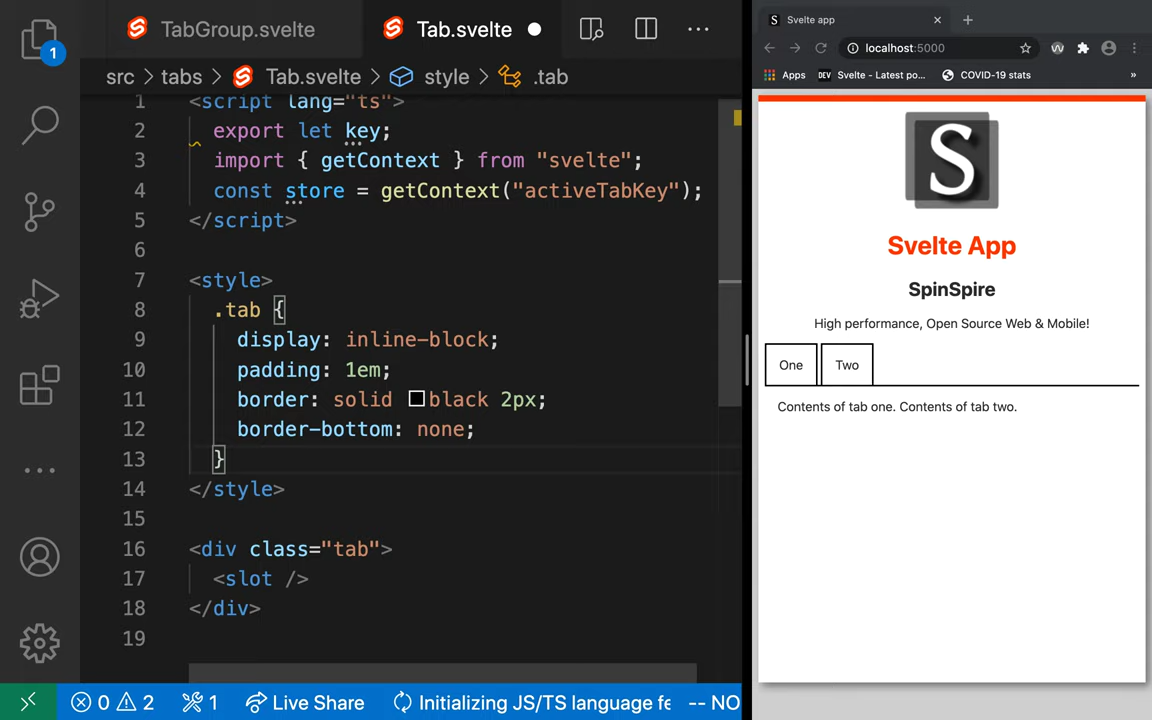 TabGroup.svelte
Tab.svelte
1
src > tabs > Tab.svelte > style > .tab
1 <script lang="ts">
2 export let key;
3 import { getContext } from "svelte";
4 const store = getContext("activeTabKey");
5 </script>
6
7 <style>
8 .tab {
9 display: inline-block;
10 padding: 1em;
11 border: solid black 2px;
12 border-bottom: none;
13 }
14 </style>
15
16 <div class="tab">
17 <slot />
18 </div>
19
0 2 1 Live Share Initializing JS/TS language fe -- NO
S Svelte app
localhost:5000
Apps DEV Svelte - Latest po... COVID-19 stats »
S
Svelte App
SpinSpire
High performance, Open Source Web & Mobile!
One Two
Contents of tab one. Contents of tab two.